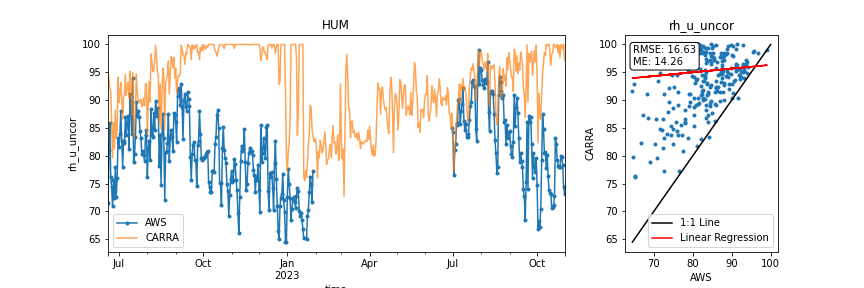 HUM
rh_u_uncor
100
95
90
85
80
75
70
65
rh_u_uncor
AWS
CARRA
Jul
Oct
Jan
2023
Apr
Jul
Oct
time
rh_u_uncor
RMSE: 16.63
ME: 14.26
CARRA
100
95
90
85
80
75
70
65
1:1 Line
Linear Regression
70
80
90
100
AWS